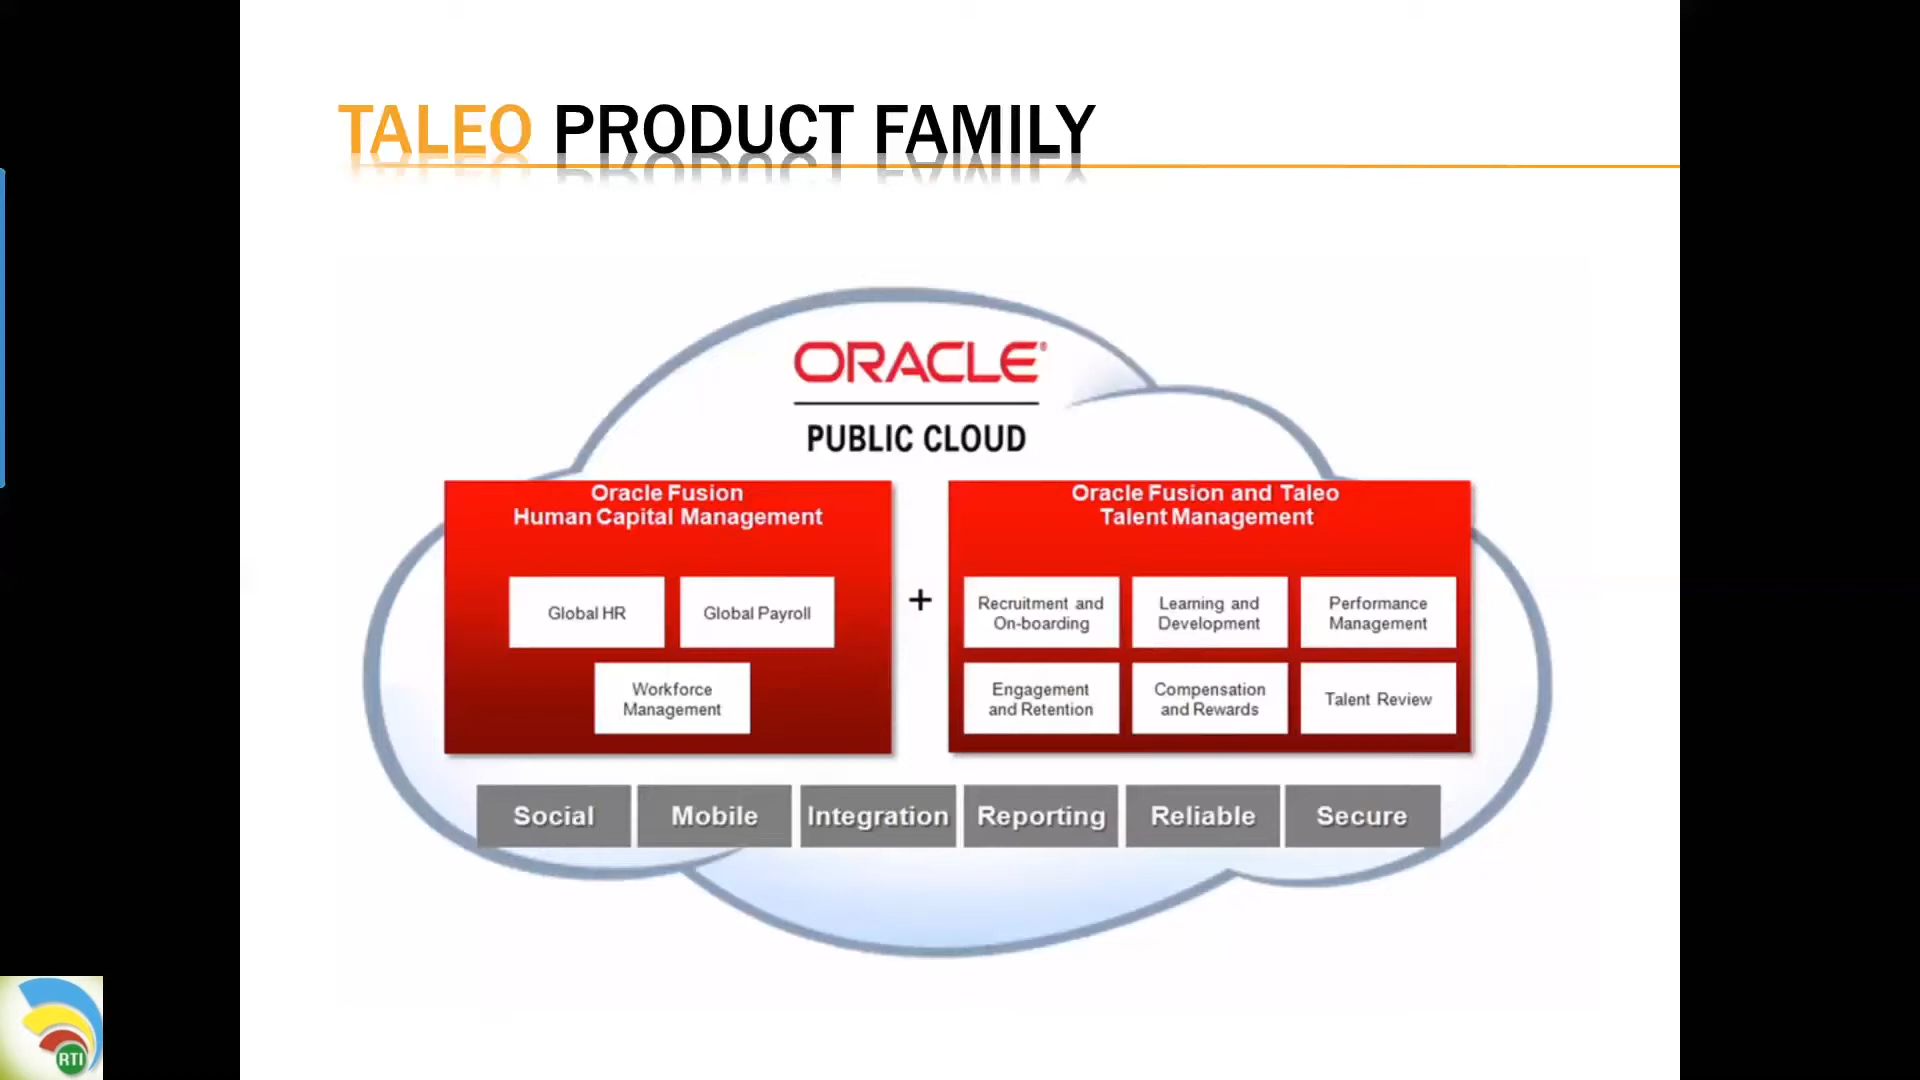 TALEO PRODUCT FAMILY
ORACLE®
PUBLIC CLOUD
Oracle Fusion
Human Capital Management
Global HR
Global Payroll
Workforce
Management
+
Oracle Fusion and Taleo
Talent Management
Recruitment and
On-boarding
Learning and
Development
Performance
Management
Engagement
and Retention
Compensation
and Rewards
Talent Review
Social
Mobile
Integration
Reporting
Reliable
Secure
RTI